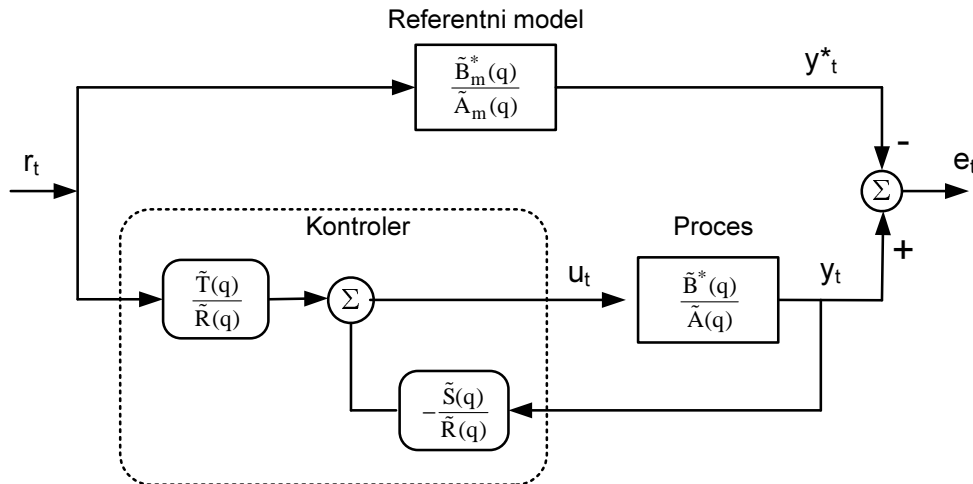 Referentni model
B̃*ₘ(q)
Ãₘ(q)
y*ₜ
-
rₜ
Σ
eₜ
+
Kontroler
Proces
T̃(q)
R̃(q)
Σ
uₜ
B̃*(q)
Ã(q)
yₜ
- S̃(q)
R̃(q)